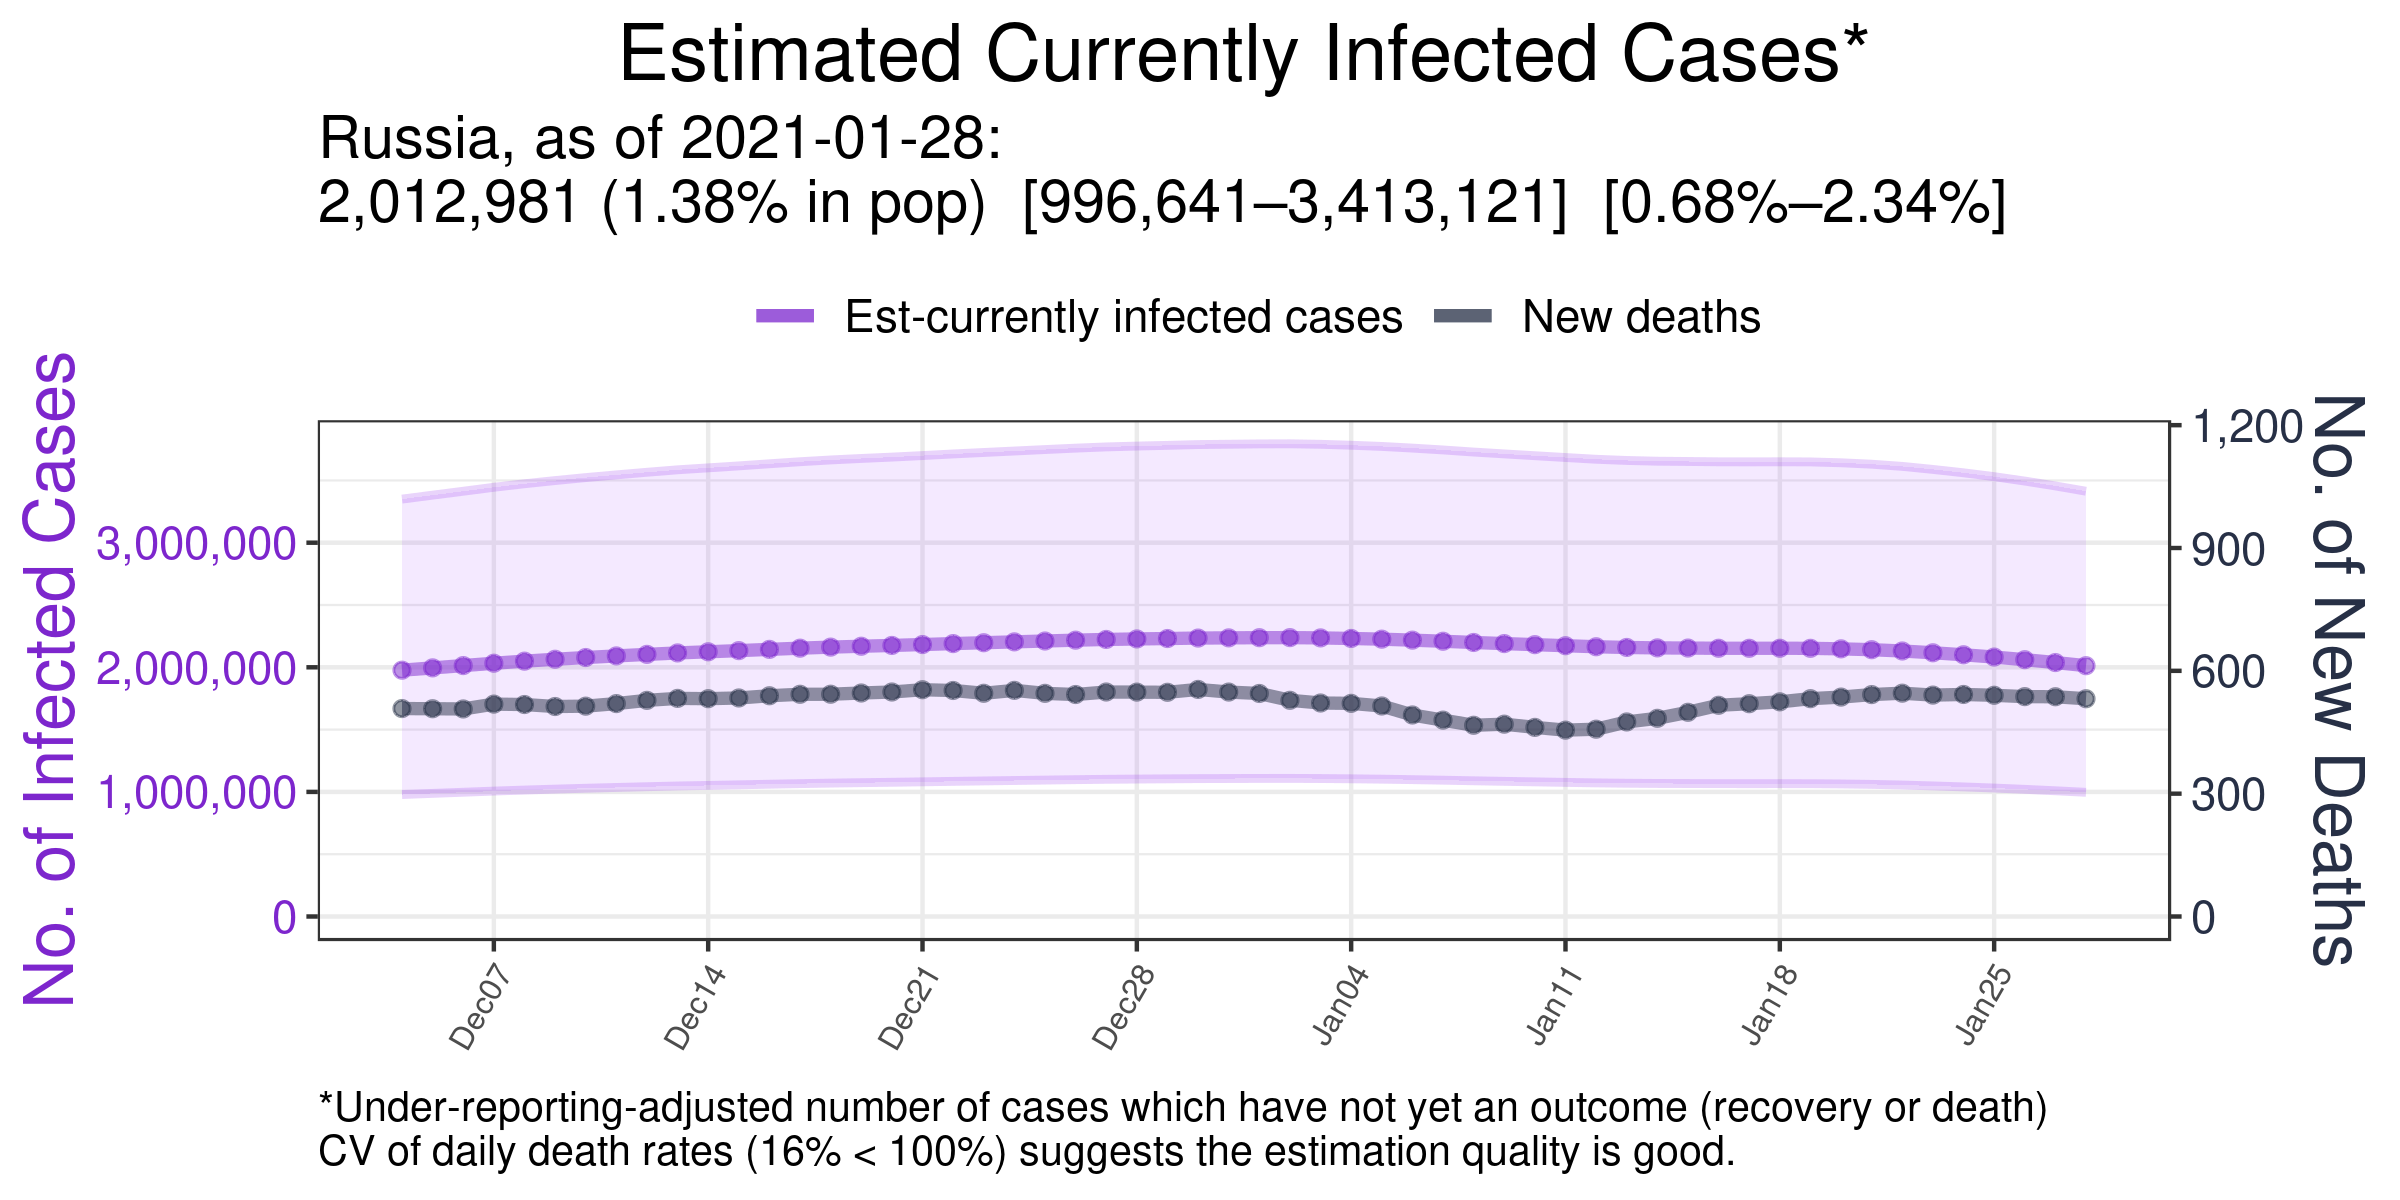 Estimated Currently Infected Cases*
Russia, as of 2021-01-28:
2,012,981 (1.38% in pop)  [996,641–3,413,121]  [0.68%–2.34%]
Est-currently infected cases
New deaths
No. of Infected Cases
3,000,000
2,000,000
1,000,000
0
1,200
900
600
300
0
No. of New Deaths
Dec07
Dec14
Dec21
Dec28
Jan04
Jan11
Jan18
Jan25
*Under-reporting-adjusted number of cases which have not yet an outcome (recovery or death)
CV of daily death rates (16% < 100%) suggests the estimation quality is good.